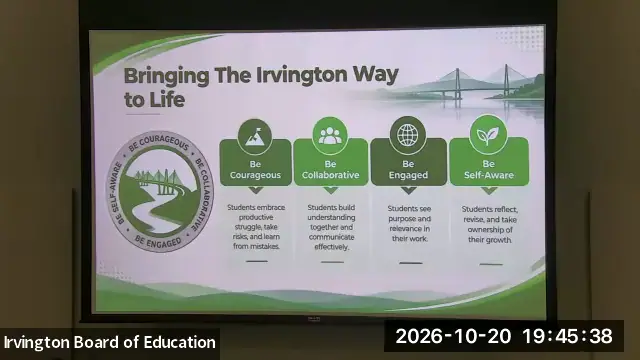 Bringing The Irvington Way
to Life
BE COURAGEOUS • BE COLLABORATIVE • BE ENGAGED • BE SELF-AWARE •
Be
Courageous
Students embrace
productive
struggle, take
risks, and learn
from mistakes.
Be
Collaborative
Students build
understanding
together and
communicate
effectively.
Be
Engaged
Students see
purpose and
relevance in
their work.
Be
Self-Aware
Students reflect,
revise, and take
ownership of
their growth.
Irvington Board of Education
2026-10-20 19:45:38